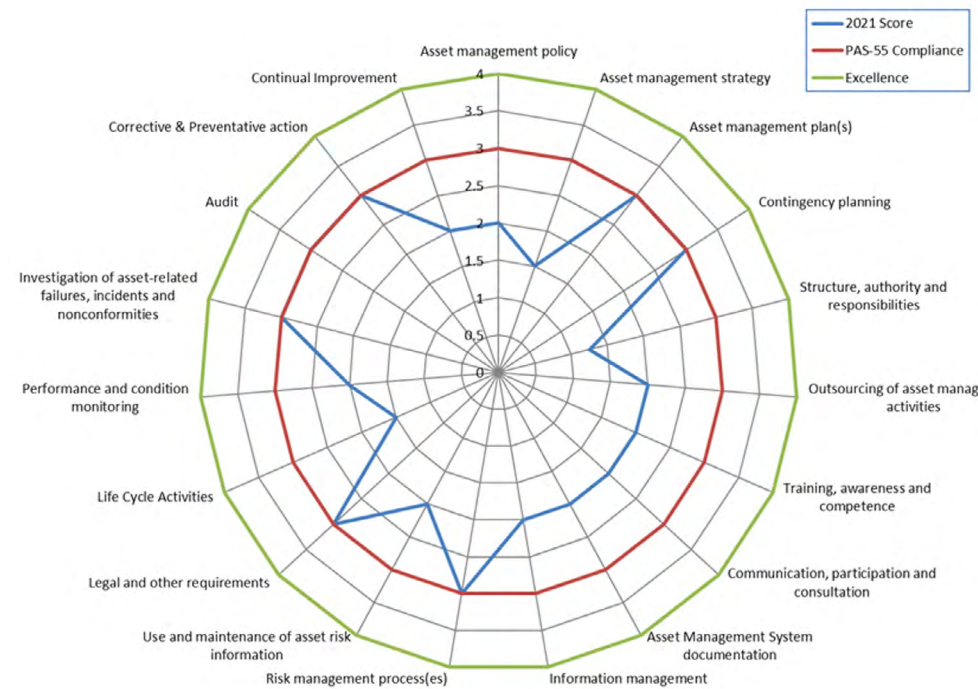 2021 Score
PAS-55 Compliance
Excellence
Asset management policy
Continual Improvement
4
Asset management strategy
3.5
Corrective & Preventative action
Asset management plan(s)
3
2.5
Audit
Contingency planning
2
1.5
Investigation of asset-related
failures, incidents and
nonconformities
Structure, authority and
responsibilities
1
0.5
0
Performance and condition
monitoring
Outsourcing of asset manag
activities
Life Cycle Activities
Training, awareness and
competence
Legal and other requirements
Communication, participation and
consultation
Use and maintenance of asset risk
information
Asset Management System
documentation
Risk management process(es)
Information management